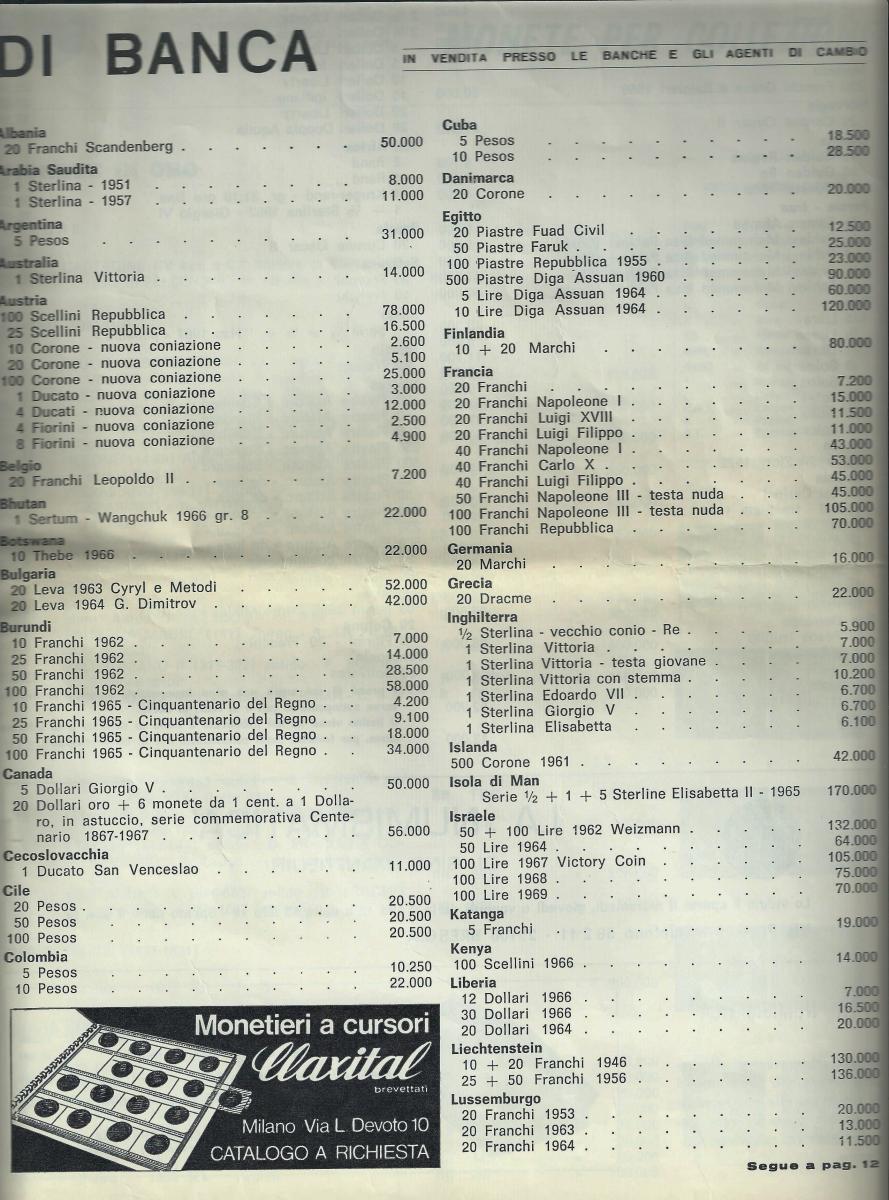 DI BANCA
IN VENDITA PRESSO LE BANCHE E GLI AGENTI DI CAMBIO
Albania
20 Franchi Scandenberg . . . . . . . 50.000
Arabia Saudita
1 Sterlina - 1951 . . . . . . . . 8.000
1 Sterlina - 1957 . . . . . . . . 11.000
Argentina
5 Pesos . . . . . . . . . 31.000
Australia
1 Sterlina Vittoria . . . . . . . . 14.000
Austria
100 Scellini Repubblica . . . . . . 78.000
25 Scellini Repubblica . . . . . . 16.500
10 Corone - nuova coniazione . . . . . 2.600
20 Corone - nuova coniazione . . . . . 5.100
100 Corone - nuova coniazione . . . . . 25.000
1 Ducato - nuova coniazione . . . . . 3.000
4 Ducati - nuova coniazione . . . . . 12.000
4 Fiorini - nuova coniazione . . . . . 2.500
8 Fiorini - nuova coniazione . . . . . 4.900
Belgio
20 Franchi Leopoldo II . . . . . . . 7.200
Bhutan
1 Sertum - Wangchuk 1966 gr. 8 . . . . 22.000
Botswana
10 Thebe 1966 . . . . . . . . . 22.000
Bulgaria
20 Leva 1963 Cyryl e Metodi . . . . . 52.000
20 Leva 1964 G. Dimitrov . . . . . . 42.000
Burundi
10 Franchi 1962 . . . . . . . . . 7.000
25 Franchi 1962 . . . . . . . . . 14.000
50 Franchi 1962 . . . . . . . . . 28.500
100 Franchi 1962 . . . . . . . . . 58.000
10 Franchi 1965 - Cinquantenario del Regno . . 4.200
25 Franchi 1965 - Cinquantenario del Regno . . 9.100
50 Franchi 1965 - Cinquantenario del Regno . . 18.000
100 Franchi 1965 - Cinquantenario del Regno . . 34.000
Canada
5 Dollari Giorgio V . . . . . . . . 50.000
20 Dollari oro + 6 monete da 1 cent. a 1 Dolla-
ro, in astuccio, serie commemorativa Cente-
nario 1867-1967 . . . . . . . . 56.000
Cecoslovacchia
1 Ducato San Venceslao . . . . . . 11.000
Cile
20 Pesos . . . . . . . . . . 20.500
50 Pesos . . . . . . . . . 20.500
100 Pesos . . . . . . . . . 20.500
Colombia
5 Pesos . . . . . . . . . 10.250
10 Pesos . . . . . . . . . 22.000
Monetieri a cursori
Claxital
brevettati
Milano Via L. Devoto 10
CATALOGO A RICHIESTA
Cuba
5 Pesos . . . . . . . . . 18.500
10 Pesos . . . . . . . . . 28.500
Danimarca
20 Corone . . . . . . . . . 20.000
Egitto
20 Piastre Fuad Civil . . . . . . 12.500
50 Piastre Faruk . . . . . . . . 25.000
100 Piastre Repubblica 1955 . . . . . 23.000
500 Piastre Diga Assuan 1960 . . . . . 90.000
5 Lire Diga Assuan 1964 . . . . . . 60.000
10 Lire Diga Assuan 1964 . . . . . . 120.000
Finlandia
10 + 20 Marchi . . . . . . . 80.000
Francia
20 Franchi . . . . . . . . . 7.200
20 Franchi Napoleone I . . . . . . . 15.000
20 Franchi Luigi XVIII . . . . . . . 11.500
20 Franchi Luigi Filippo . . . . . . . 11.000
40 Franchi Napoleone I . . . . . . . 43.000
40 Franchi Carlo X . . . . . . . . 53.000
40 Franchi Luigi Filippo . . . . . . . 45.000
50 Franchi Napoleone III - testa nuda . . . 45.000
100 Franchi Napoleone III - testa nuda . . . 105.000
100 Franchi Repubblica . . . . . . . 70.000
Germania
20 Marchi . . . . . . . . . 16.000
Grecia
20 Dracme . . . . . . . . . 22.000
Inghilterra
½ Sterlina - vecchio conio - Re . . . . . 5.900
1 Sterlina Vittoria . . . . . . . . 7.000
1 Sterlina Vittoria - testa giovane . . . . 7.000
1 Sterlina Vittoria con stemma . . . . . 10.200
1 Sterlina Edoardo VII . . . . . . . 6.700
1 Sterlina Giorgio V . . . . . . . 6.700
1 Sterlina Elisabetta . . . . . . . 6.100
Islanda
500 Corone 1961 . . . . . . . . 42.000
Isola di Man
Serie ½ + 1 + 5 Sterline Elisabetta II - 1965 170.000
Israele
50 + 100 Lire 1962 Weizmann . . . . . 132.000
50 Lire 1964 . . . . . . . . . 64.000
100 Lire 1967 Victory Coin . . . . . . 105.000
100 Lire 1968 . . . . . . . . . 75.000
100 Lire 1969 . . . . . . . . . 70.000
Katanga
5 Franchi . . . . . . . . . 19.000
Kenya
100 Scellini 1966 . . . . . . . . 14.000
Liberia
12 Dollari 1966 . . . . . . . . 7.000
30 Dollari 1966 . . . . . . . . 16.500
20 Dollari 1964 . . . . . . . . 20.000
Liechtenstein
10 + 20 Franchi 1946 . . . . . . 130.000
25 + 50 Franchi 1956 . . . . . . 136.000
Lussemburgo
20 Franchi 1953 . . . . . . . . 20.000
20 Franchi 1963 . . . . . . . . 13.000
20 Franchi 1964 . . . . . . . . 11.500
Segue a pag. 12